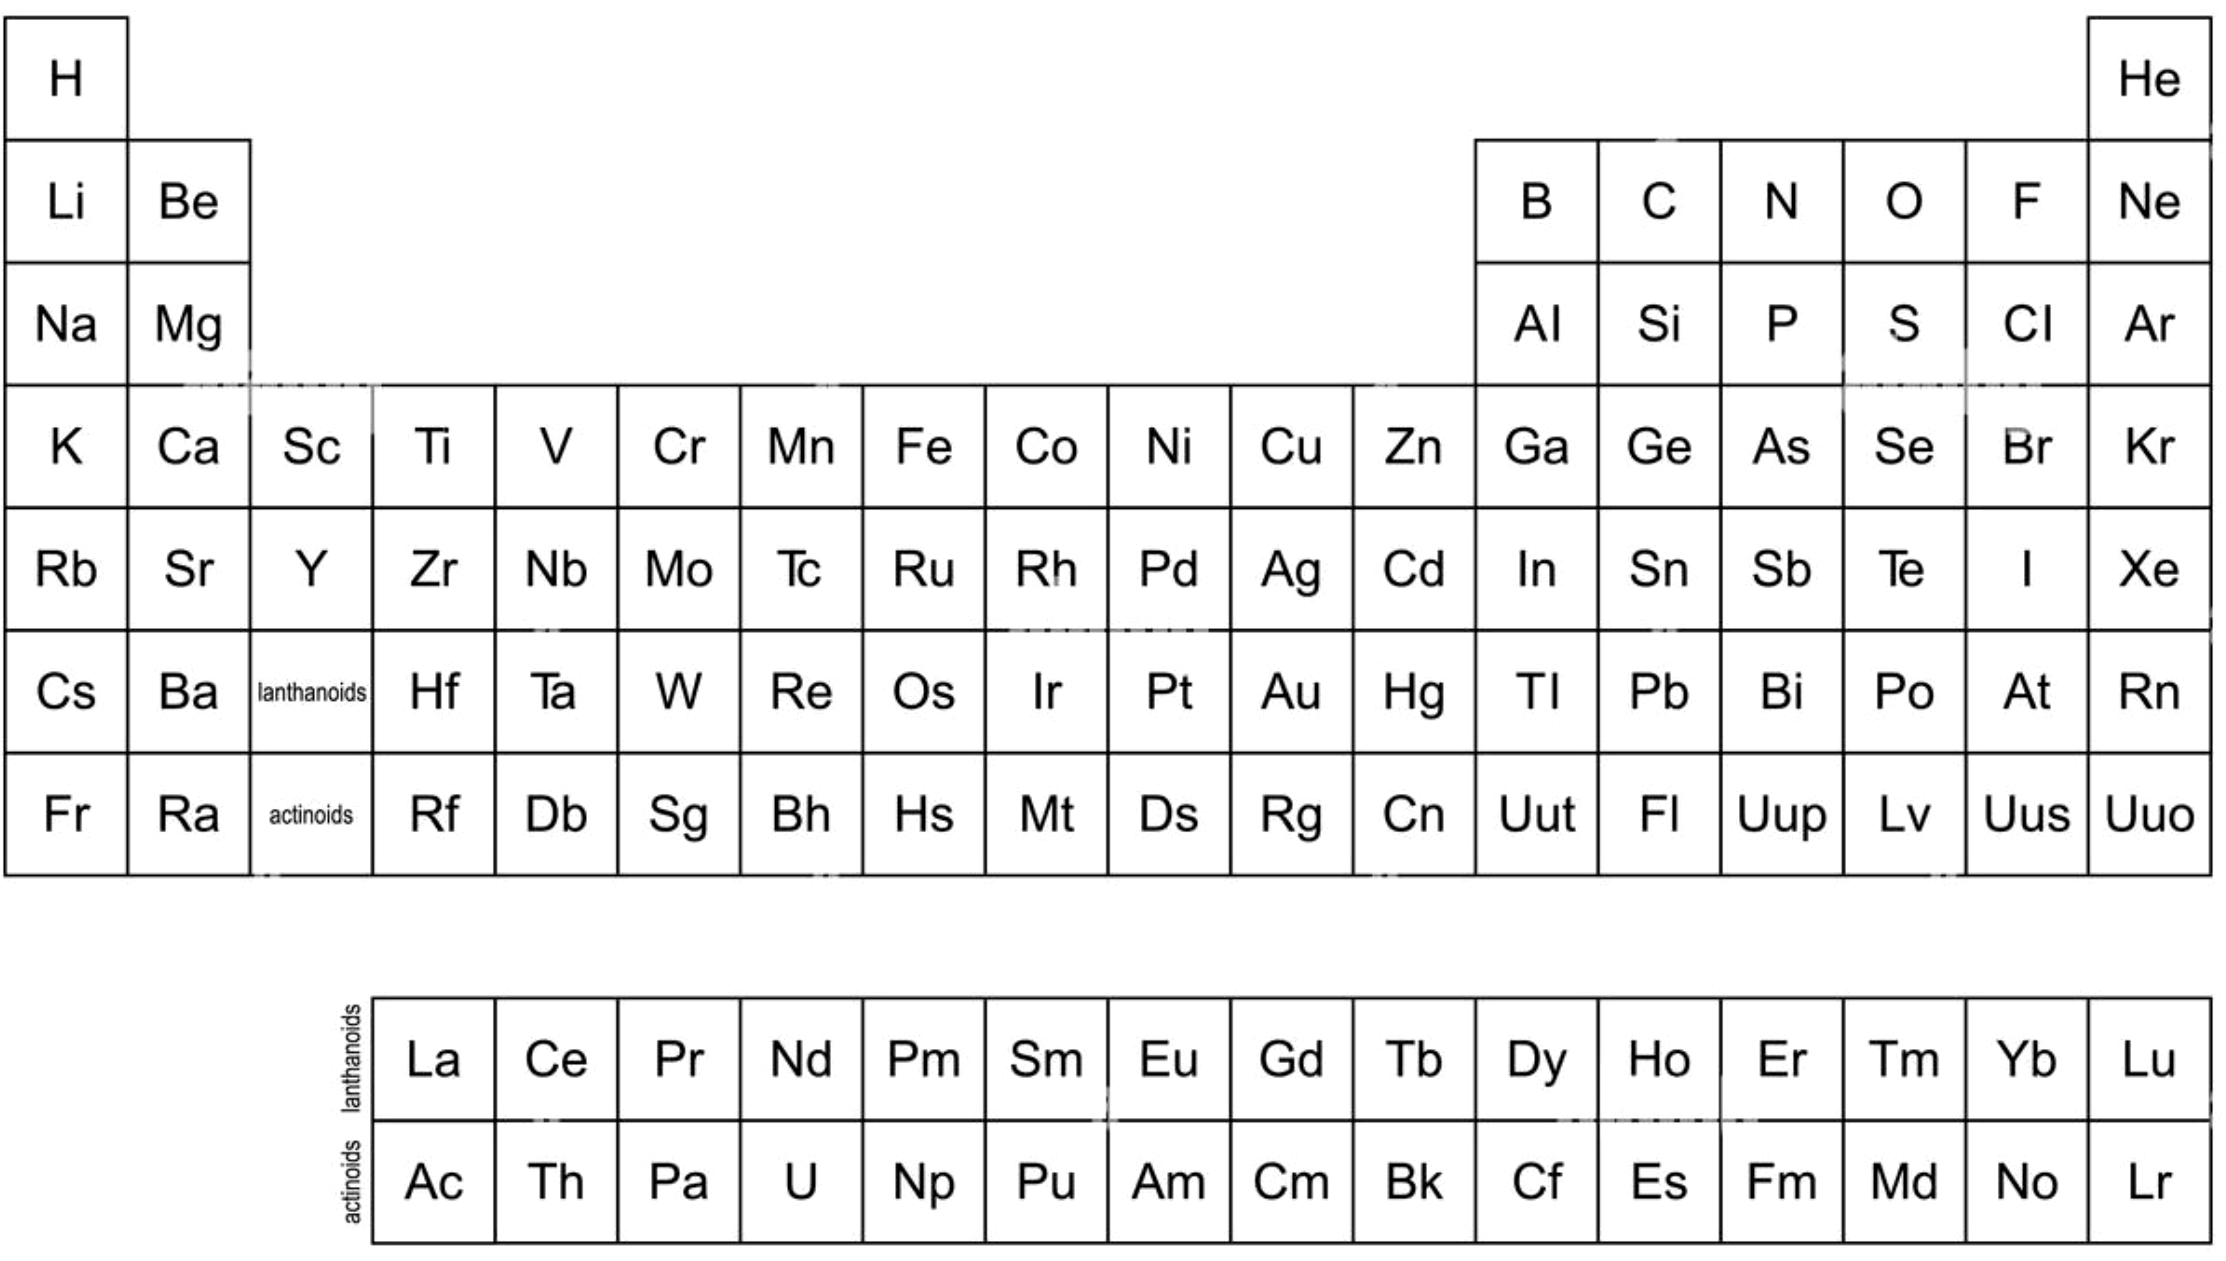 H He
Li Be B C N O F Ne
Na Mg Al Si P S Cl Ar
K Ca Sc Ti V Cr Mn Fe Co Ni Cu Zn Ga Ge As Se Br Kr
Rb Sr Y Zr Nb Mo Tc Ru Rh Pd Ag Cd In Sn Sb Te I Xe
Cs Ba lanthanoids Hf Ta W Re Os Ir Pt Au Hg Tl Pb Bi Po At Rn
Fr Ra actinoids Rf Db Sg Bh Hs Mt Ds Rg Cn Uut Fl Uup Lv Uus Uuo
lanthanoids La Ce Pr Nd Pm Sm Eu Gd Tb Dy Ho Er Tm Yb Lu
actinoids Ac Th Pa U Np Pu Am Cm Bk Cf Es Fm Md No Lr